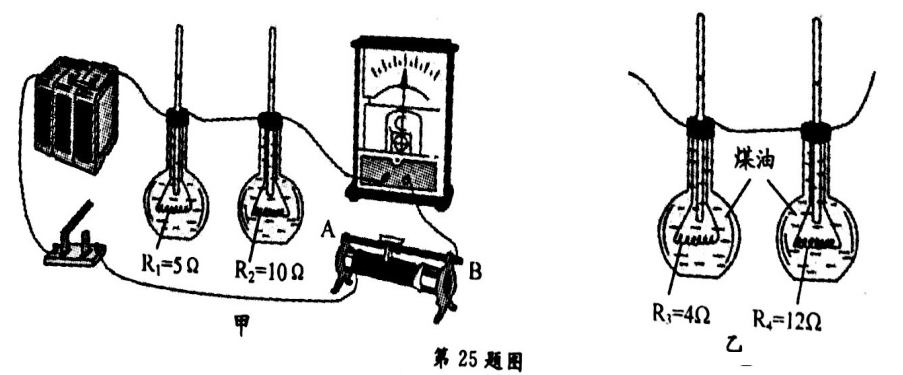 A
B
R₁=5Ω
R₂=10Ω
甲
煤油
R₃=4Ω
R₄=12Ω
乙
第25题图